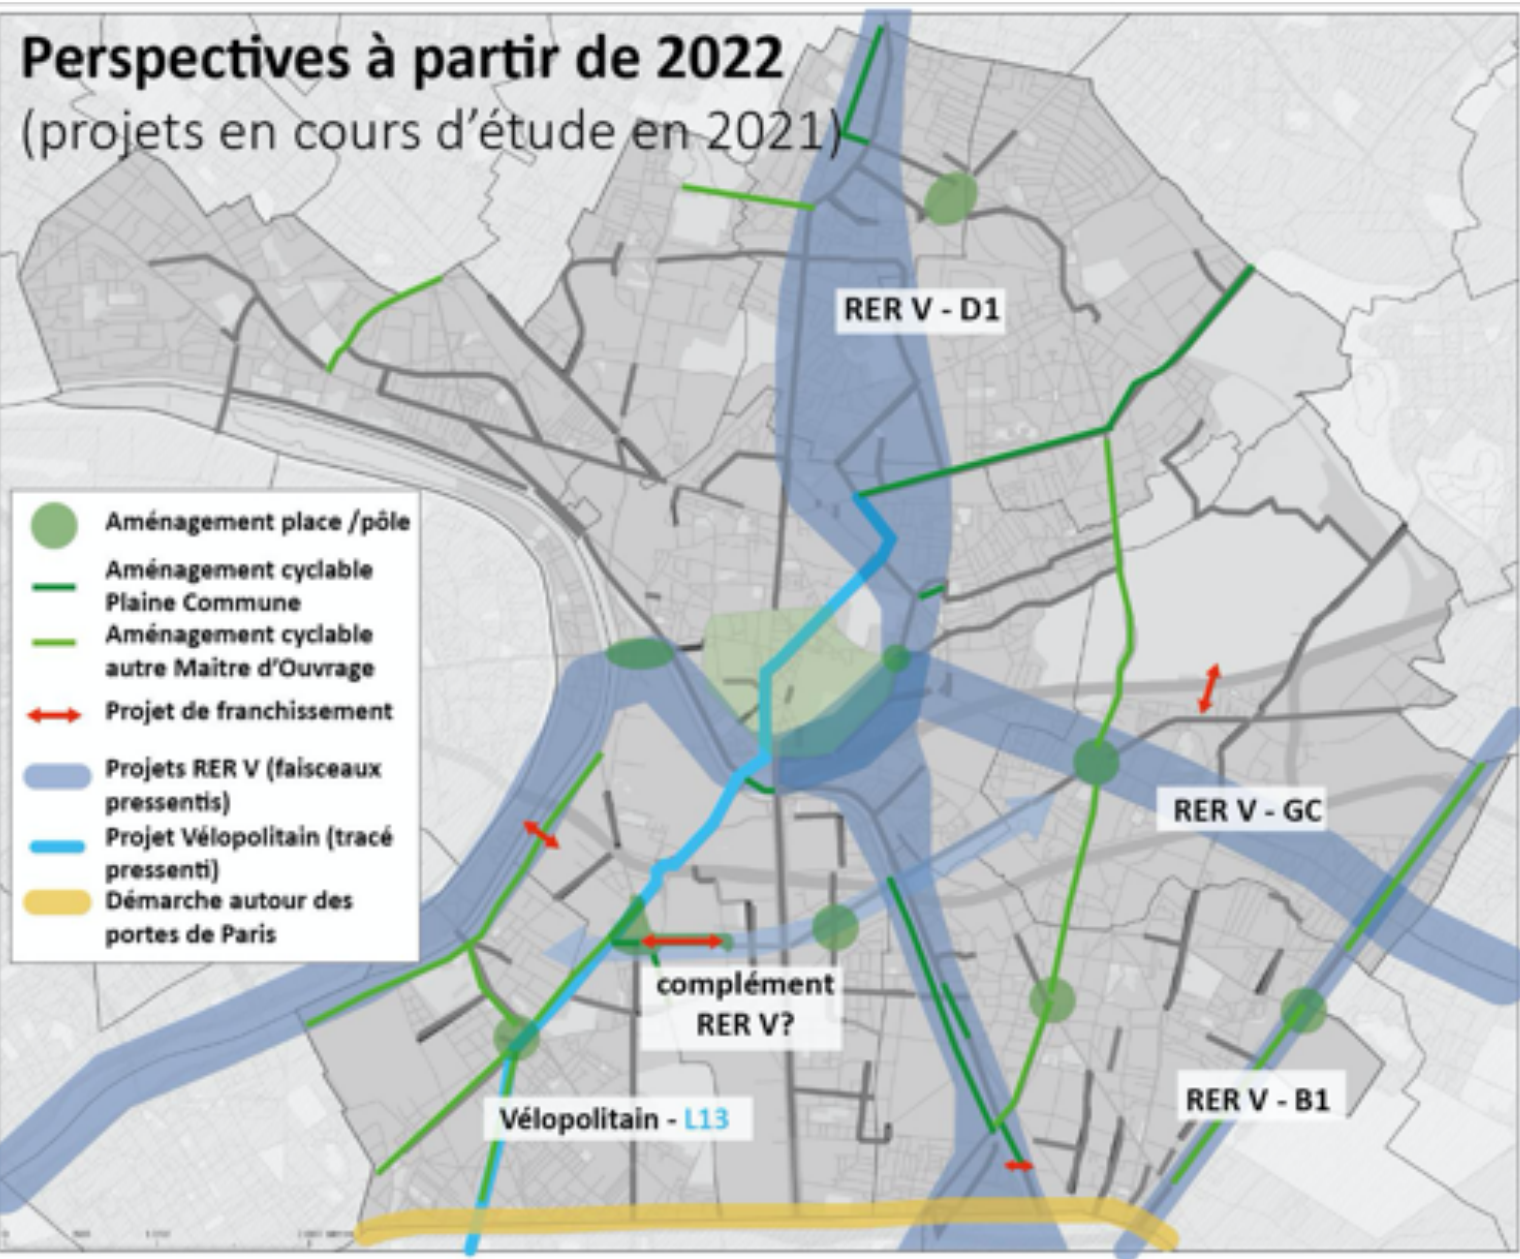 Perspectives à partir de 2022
(projets en cours d'étude en 2021)
RER V - D1
Aménagement place /pôle
Aménagement cyclable
Plaine Commune
Aménagement cyclable
autre Maître d'Ouvrage
Projet de franchissement
Projets RER V (faisceaux
pressentis)
Projet Vélopolitain (tracé
pressenti)
Démarche autour des
portes de Paris
RER V - GC
complément
RER V?
RER V - B1
Vélopolitain - L13